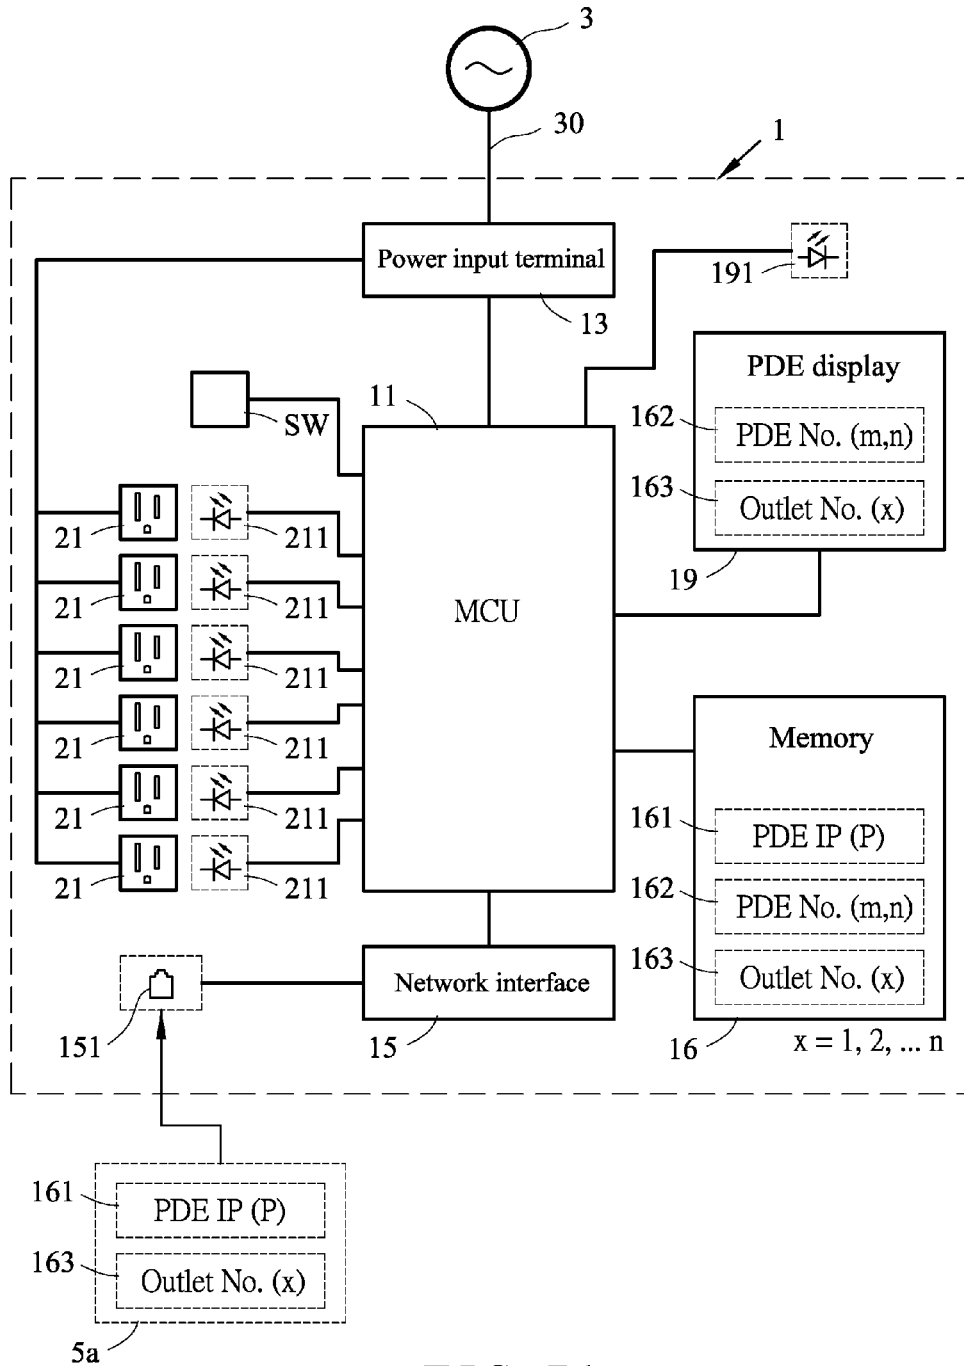 3
30
1
Power input terminal
13
191
SW
11
PDE display
162
PDE No. (m,n)
163
Outlet No. (x)
19
21
211
21
211
21
211
21
211
21
211
21
211
MCU
Memory
161
PDE IP (P)
162
PDE No. (m,n)
163
Outlet No. (x)
16
x = 1, 2, ... n
Network interface
15
151
161
PDE IP (P)
163
Outlet No. (x)
5a